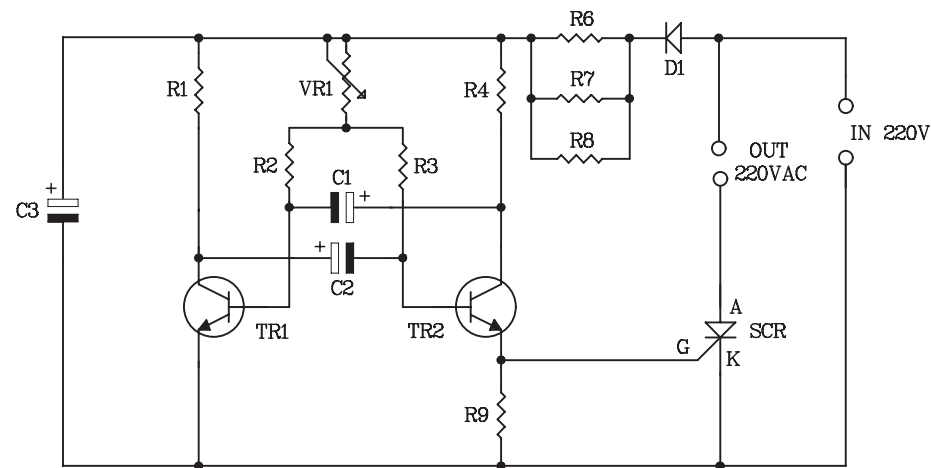 R6
R1
VR1
R4
D1
R7
IN 220V
R8
OUT
220VAC
R2
C1
+
R3
+
C3
+
C2
TR1
TR2
A
SCR
G
K
R9